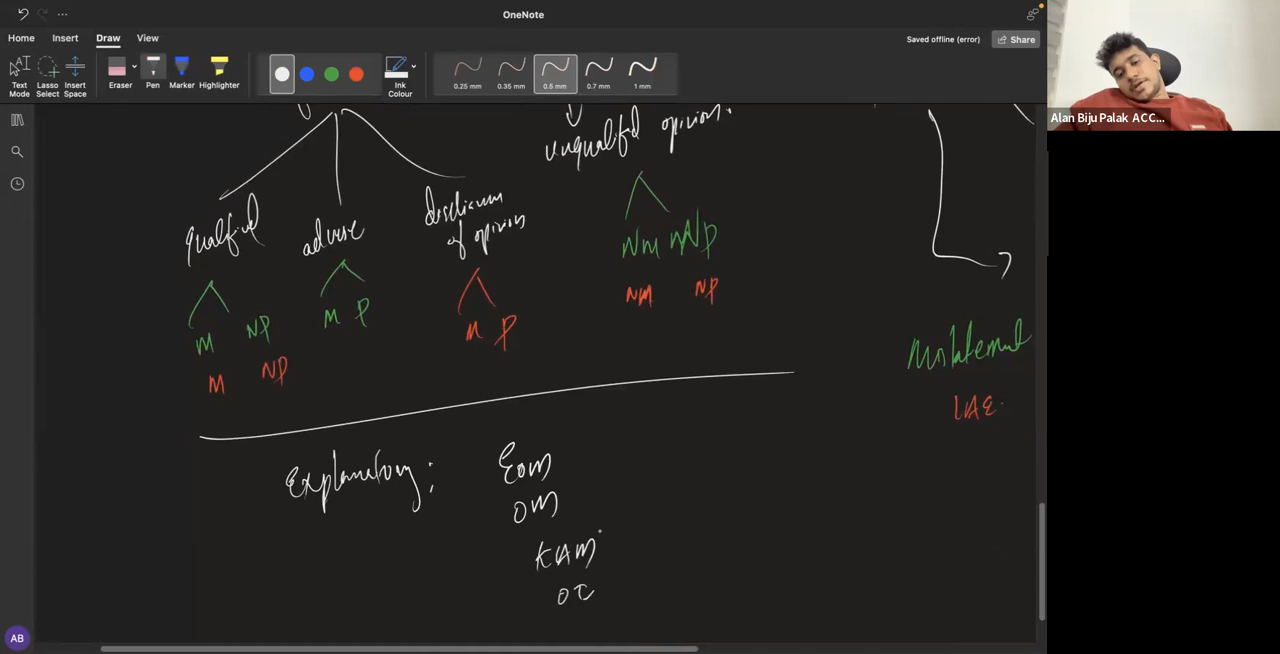 OneNote
Home Insert Draw View
Saved offline (error)
Share
Text Mode
Lasso Select
Insert Space
Eraser
Pen
Marker
Highlighter
Ink Colour
0.25 mm
0.35 mm
0.5 mm
0.7 mm
1 mm
Alan Biju Palak ACC...
unqualified opinion.
qualified
adverse
disclaimer of opinion
NM NP
NM NP
M NP
M NP
M P
M P
Misstatement
IAE
Explanatory:
EOM
OM
KAM
OI
AB